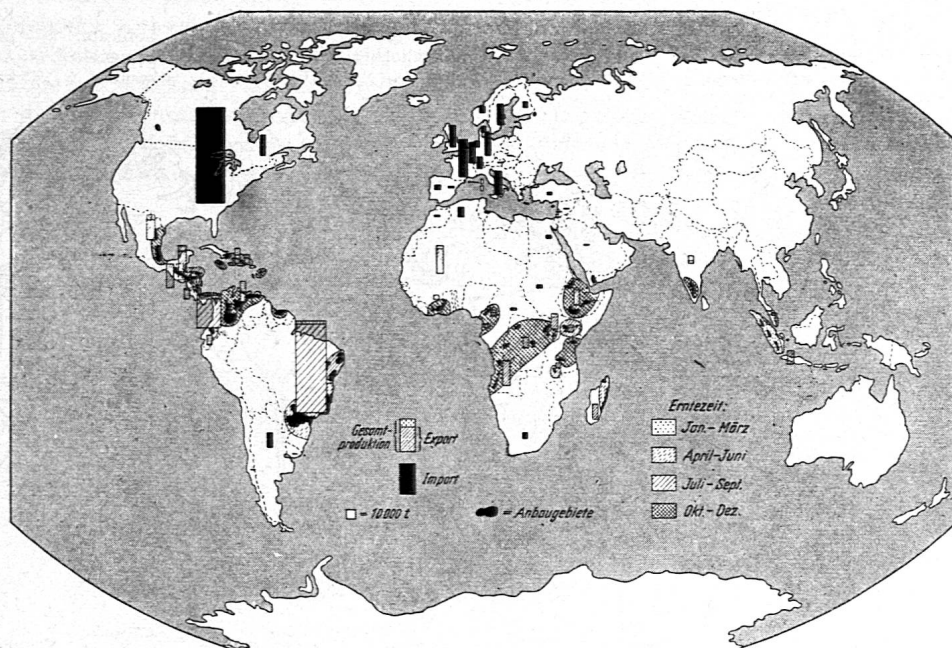 Gesamt-
produktion
Export
Import
= 10 000 t
= Anbaugebiete
Erntezeit:
Jan.- März
April-Juni
Juli - Sept.
Okt.- Dez.